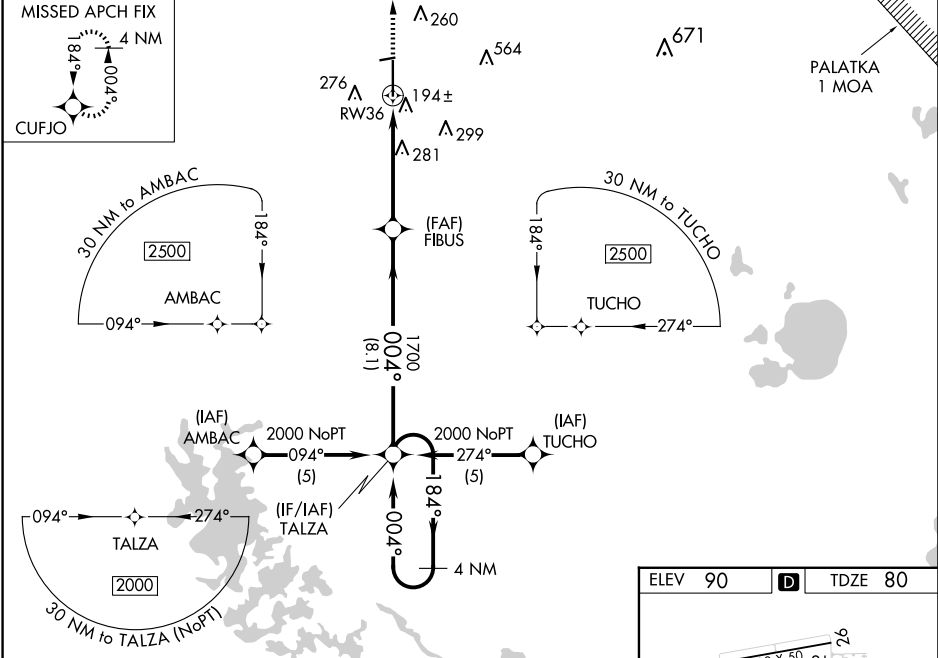 MISSED APCH FIX
4 NM
184°
004°
CUFJO
260
564
671
PALATKA
1 MOA
276
RW36
194±
299
281
30 NM to AMBAC
184°
2500
AMBAC
094°
(FAF)
FIBUS
30 NM to TUCHO
184°
2500
TUCHO
274°
1700
004°
(8.1)
(IAF)
AMBAC
2000 NoPT
094°
(5)
2000 NoPT
274°
(5)
(IAF)
TUCHO
(IF/IAF)
TALZA
184°
004°
4 NM
094°
274°
TALZA
2000
30 NM to TALZA (NoPT)
ELEV 90
D
TDZE 80
X 50
26